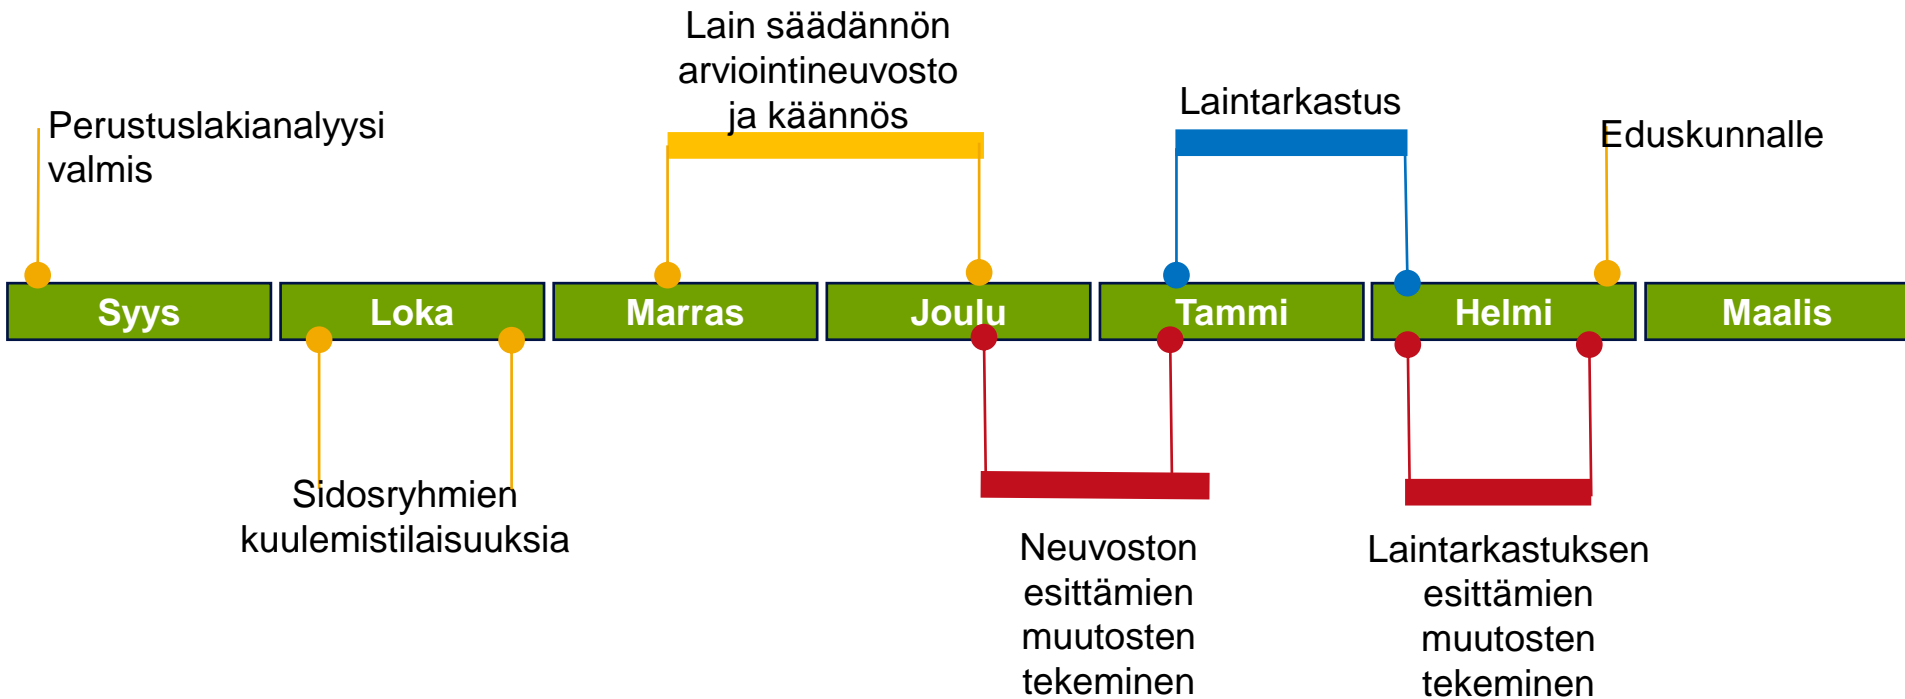 Lain säädännön
arviointineuvosto
ja käännös
Perustuslakianalyysi
valmis
Laintarkastus
Eduskunnalle
Syys
Loka
Marras
Joulu
Tammi
Helmi
Maalis
Sidosryhmien
kuulemistilaisuuksia
Neuvoston
esittämien
muutosten
tekeminen
Laintarkastuksen
esittämien
muutosten
tekeminen